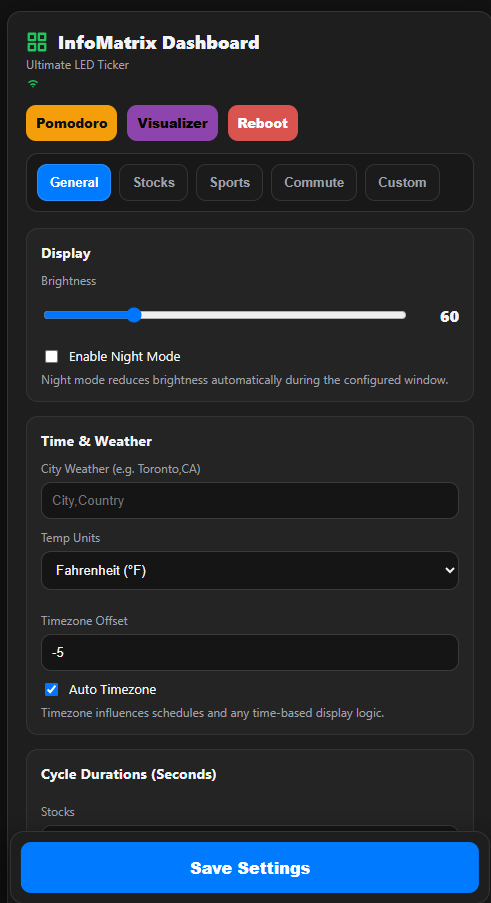 InfoMatrix Dashboard
Ultimate LED Ticker
Pomodoro Visualizer Reboot
General Stocks Sports Commute Custom
Display
Brightness
60
Enable Night Mode
Night mode reduces brightness automatically during the configured window.
Time & Weather
City Weather (e.g. Toronto,CA)
City,Country
Temp Units
Fahrenheit (°F)
Timezone Offset
-5
Auto Timezone
Timezone influences schedules and any time-based display logic.
Cycle Durations (Seconds)
Stocks
Save Settings